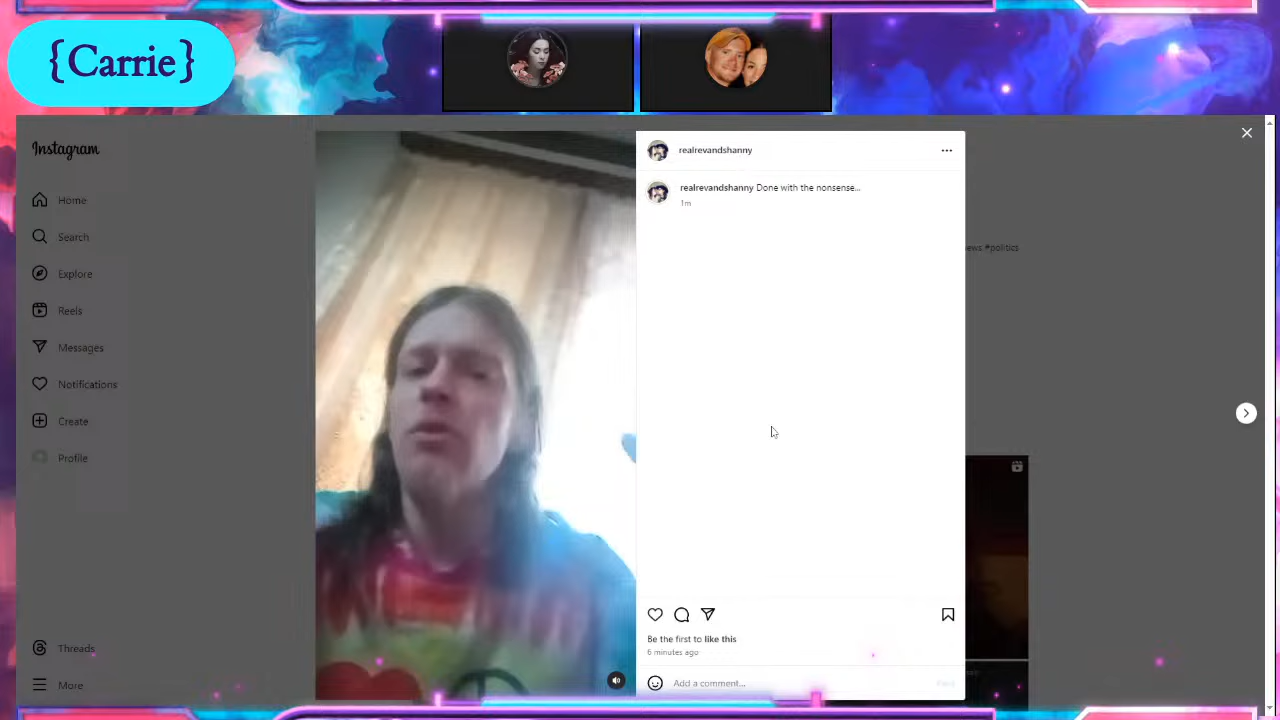 {Carrie}
Instagram
Home
Search
Explore
Reels
Messages
Notifications
Create
Profile
Threads
More
realrevandshanny
realrevandshanny Done with the nonsense...
1m
ews #politics
Be the first to like this
6 minutes ago
Add a comment...